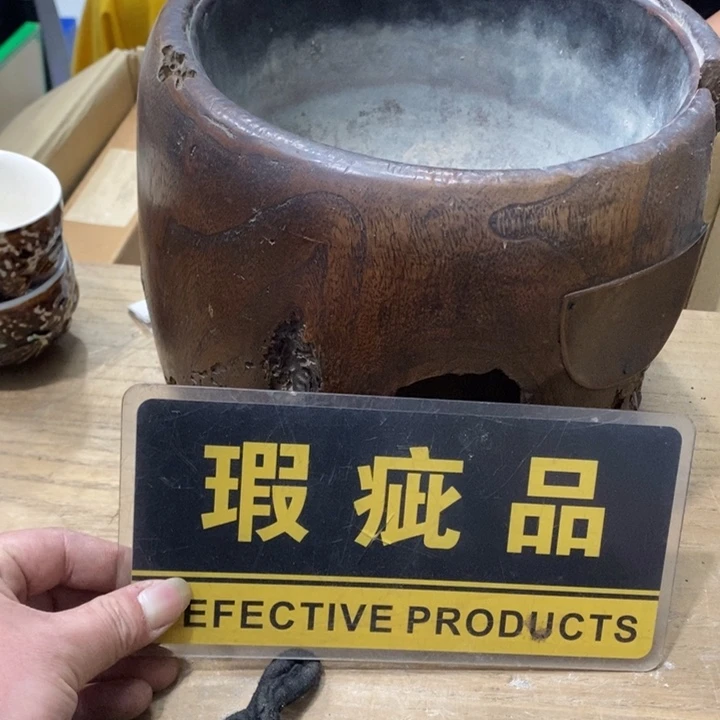 瑕疵品
EFECTIVE PRODUCTS